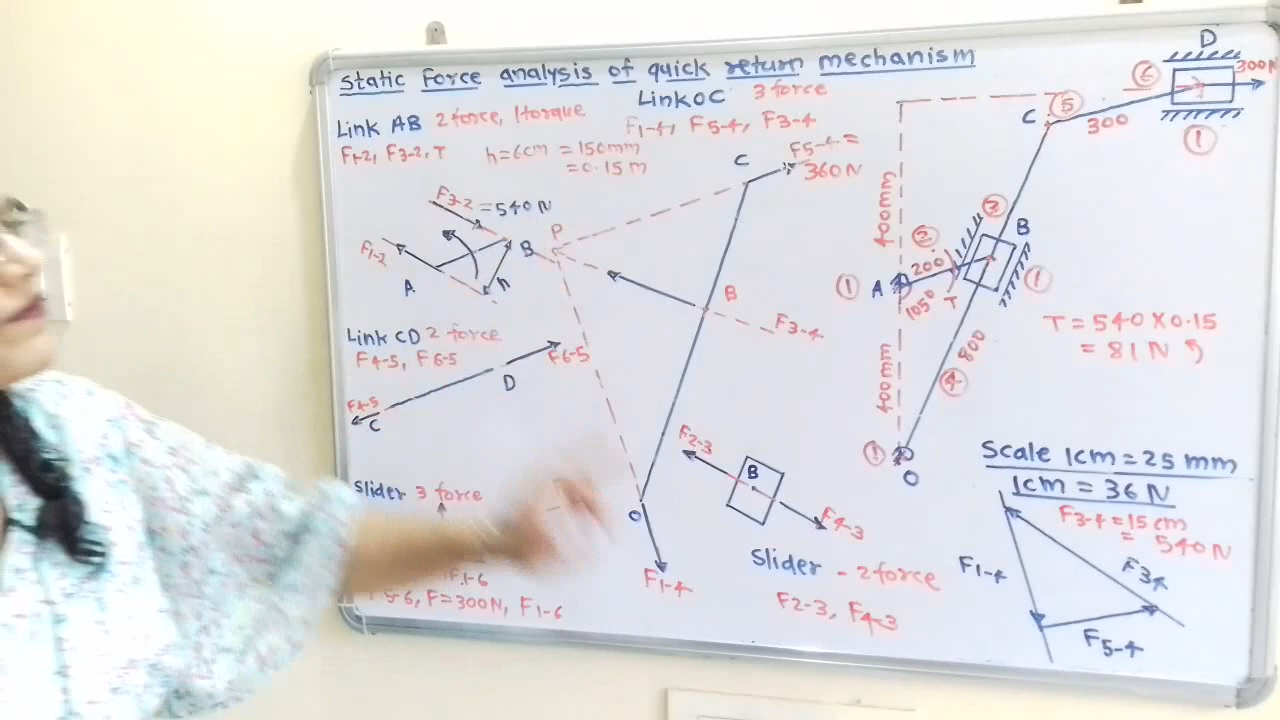 Static Force analysis of quick return mechanism
Link AB 2 force, 1 torque
F1-2, F3-2, T
h=6cm = 150mm
= 0.15 m
F3-2 = 540 N
F1-2
B
A
h
Link OC 3 force
F1-4, F5-4, F3-4
C
F5-4 =
360 N
P
B
F3-4
O
F1-4
Link CD 2 force
F4-5, F6-5
F6-5
D
F4-5
C
Slider 3 force
F1-6
F=300N, F1-6
F2-3
B
F4-3
Slider - 2 force
F2-3, F4-3
D
300N
6
5
C
300
1
400mm
3
B
2
200
1
A
105°
T
1
400mm
800
4
1
O
T = 540 X 0.15
= 81 N
Scale 1cm = 25 mm
1cm = 36 N
F3-4 = 15 cm
= 540 N
F1-4
F34
F5-4